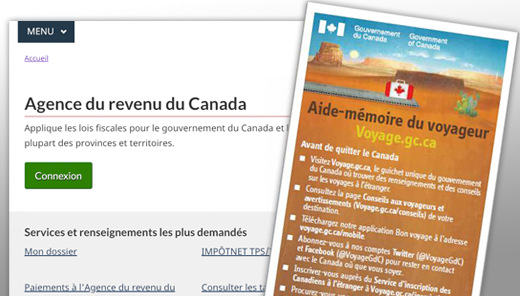 MENU
Accueil
Agence du revenu du Canada
Applique les lois fiscales pour le gouvernement du Canada et
plupart des provinces et territoires.
Connexion
Services et renseignements les plus demandés
Mon dossier
IMPÔTNET TPS/
Paiements à l'Agence du revenu du
Consulter les
Gouvernement
du Canada
Government
of Canada
Aide-mémoire du voyageur
Voyage.gc.ca
Avant de quitter le Canada
Visitez Voyage.gc.ca, le guichet unique du gouvernement
du Canada où trouver des renseignements et des conseils
sur les voyages à l'étranger.
Consultez la page Conseils aux voyageurs et
avertissements (Voyage.gc.ca/conseils) de votre
destination.
Téléchargez notre application Bon voyage à l'adresse
voyage.gc.ca/mobile
Abonnez-vous à nos comptes Twitter (@VoyageGdC)
et Facebook (@VoyageGdC) pour rester en contact
avec le Canada où que vous soyez.
Inscrivez-vous auprès du Service d'inscription des
Canadiens à l'étranger à Voyage.gc.ca/
Procurez-vous